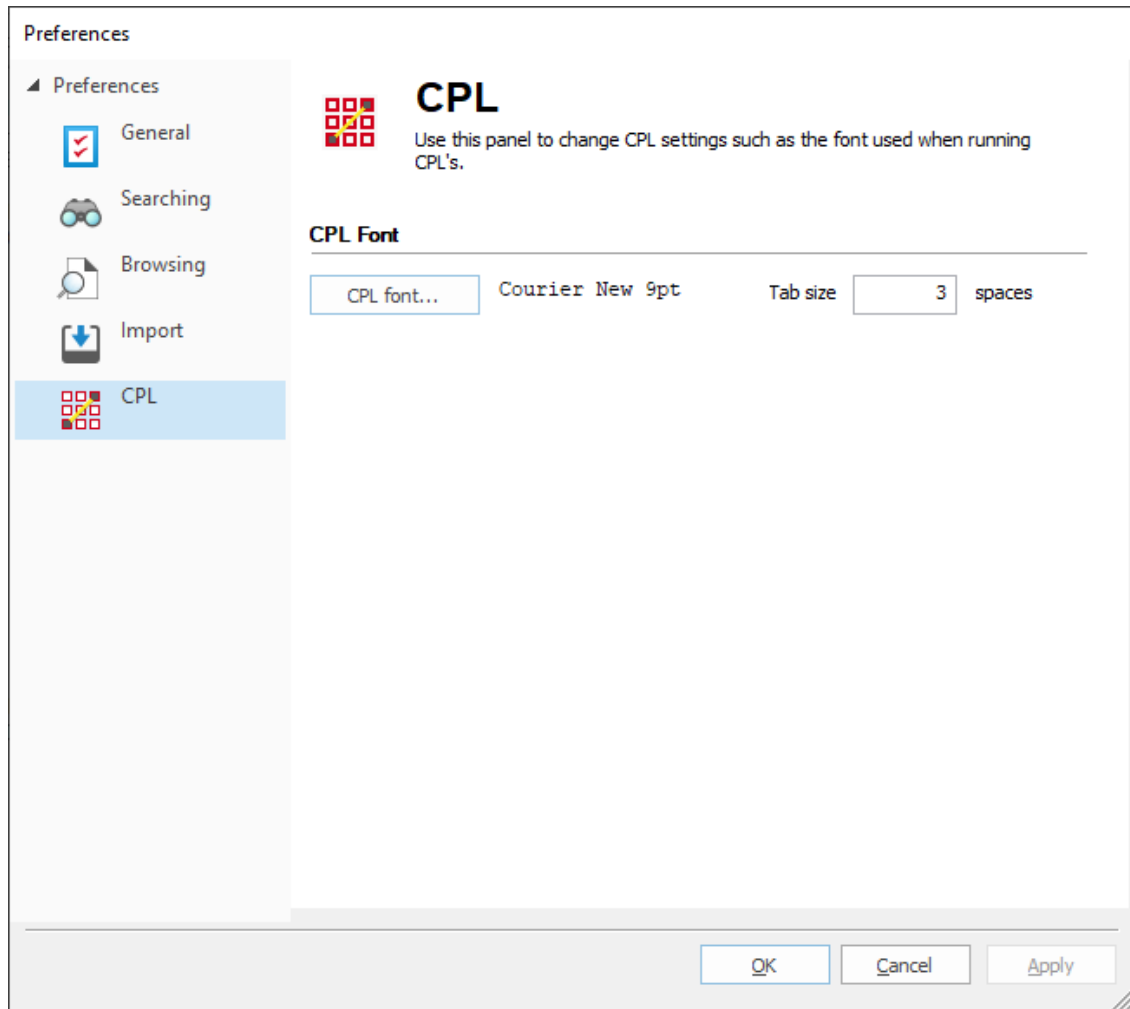 Preferences
Preferences
General
Searching
Browsing
Import
CPL
CPL
Use this panel to change CPL settings such as the font used when running
CPL's.
CPL Font
CPL font... Courier New 9pt Tab size 3 spaces
OK Cancel Apply